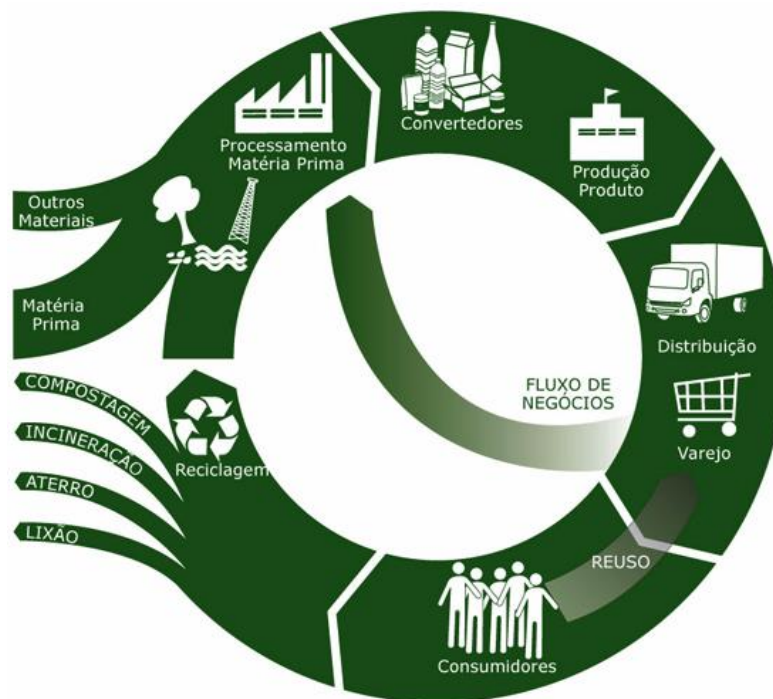 Convertedores
Processamento
Matéria Prima
Produção
Produto
Outros
Materiais
Matéria
Prima
Distribuição
FLUXO DE
NEGÓCIOS
COMPOSTAGEM
INCINERAÇÃO
ATERRO
LIXÃO
Reciclagem
Varejo
REUSO
Consumidores